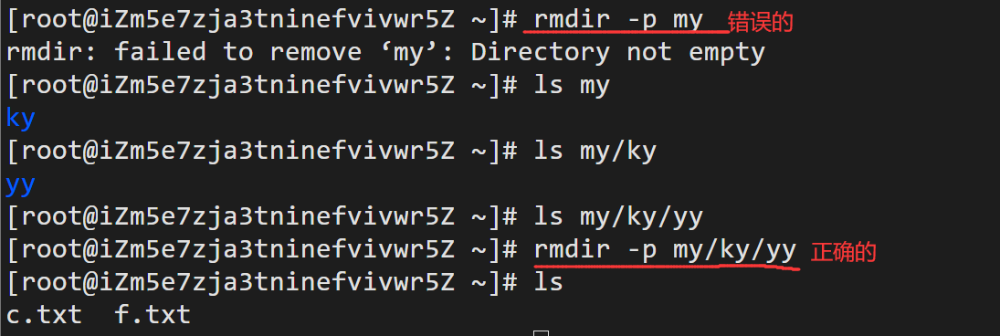 [root@iZm5e7zja3tninefvivwr5Z ~]# rmdir -p my 错误的
rmdir: failed to remove ‘my’: Directory not empty
[root@iZm5e7zja3tninefvivwr5Z ~]# ls my
ky
[root@iZm5e7zja3tninefvivwr5Z ~]# ls my/ky
yy
[root@iZm5e7zja3tninefvivwr5Z ~]# ls my/ky/yy
[root@iZm5e7zja3tninefvivwr5Z ~]# rmdir -p my/ky/yy 正确的
[root@iZm5e7zja3tninefvivwr5Z ~]# ls
c.txt  f.txt